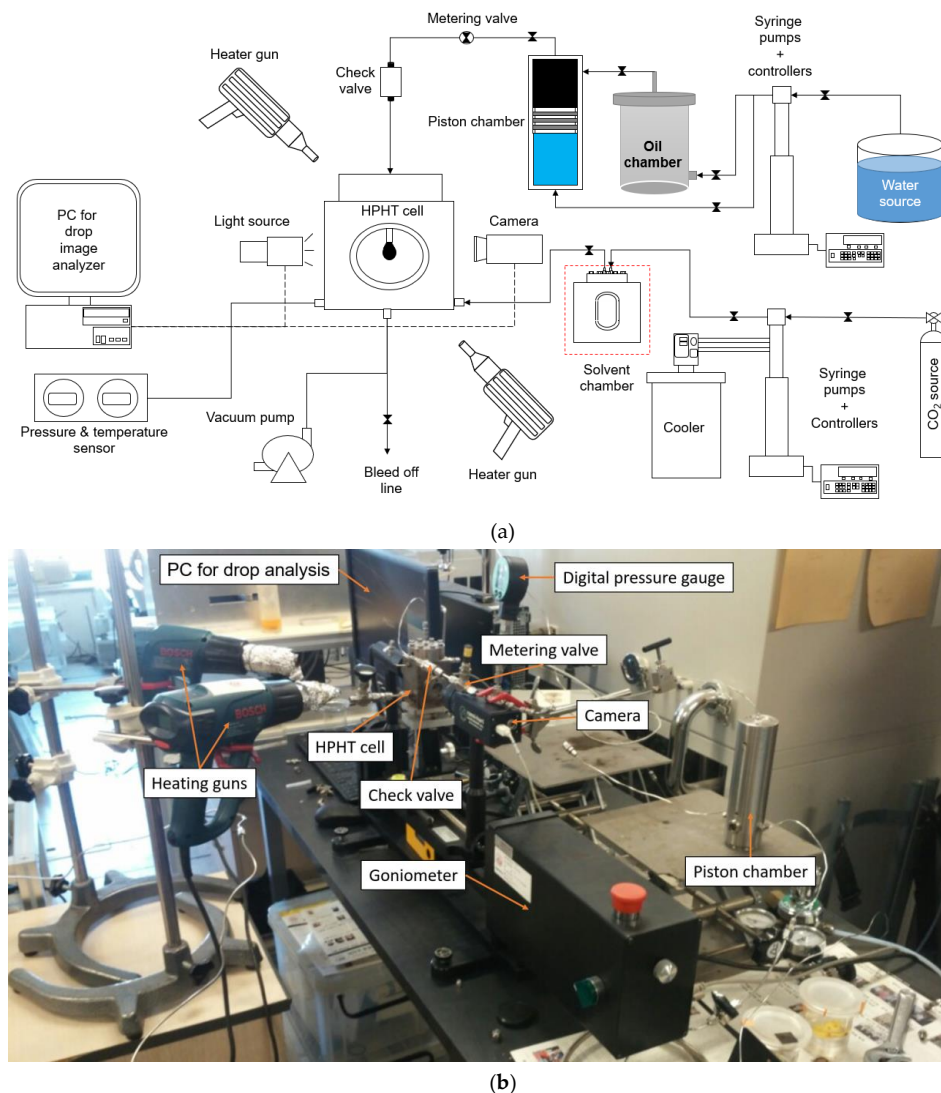 Metering valve
Syringe
pumps
+
controllers
Heater gun
Check
valve
Piston chamber
Oil
chamber
Water
source
PC for
drop
image
analyzer
Light source
HPHT cell
Camera
Solvent
chamber
Pressure & temperature
sensor
Vacuum pump
Bleed off
line
Heater gun
Cooler
Syringe
pumps
+
Controllers
CO2 source
(a)
PC for drop analysis
Digital pressure gauge
Metering valve
Camera
HPHT cell
BOSCH
BOSCH
Heating guns
Check valve
Goniometer
Piston chamber
(b)